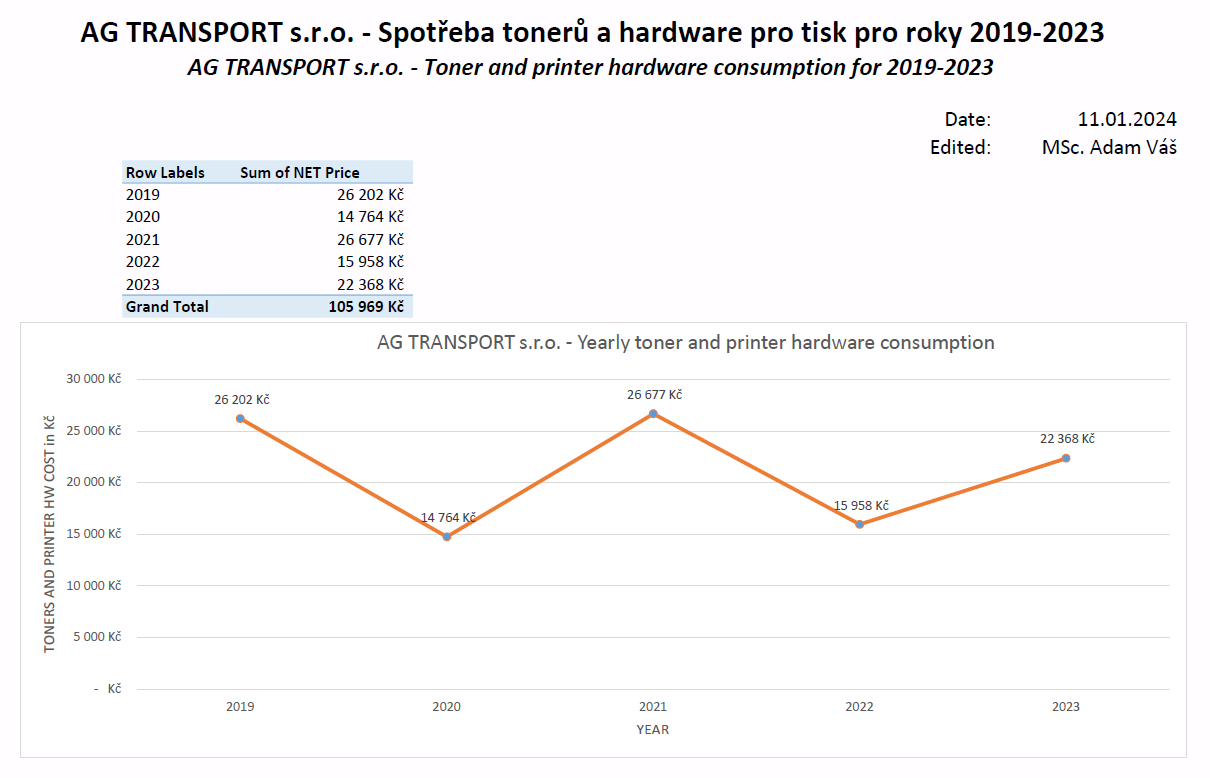 AG TRANSPORT s.r.o. - Spotřeba tonerů a hardware pro tisk pro roky 2019-2023
AG TRANSPORT s.r.o. - Toner and printer hardware consumption for 2019-2023
Date: 11.01.2024
Edited: MSc. Adam Váš
Row Labels Sum of NET Price
2019 26 202 Kč
2020 14 764 Kč
2021 26 677 Kč
2022 15 958 Kč
2023 22 368 Kč
Grand Total 105 969 Kč
AG TRANSPORT s.r.o. - Yearly toner and printer hardware consumption
TONERS AND PRINTER HW COST in Kč
30 000 Kč
25 000 Kč
20 000 Kč
15 000 Kč
10 000 Kč
5 000 Kč
- Kč
26 202 Kč
14 764 Kč
26 677 Kč
15 958 Kč
22 368 Kč
2019 2020 2021 2022 2023
YEAR